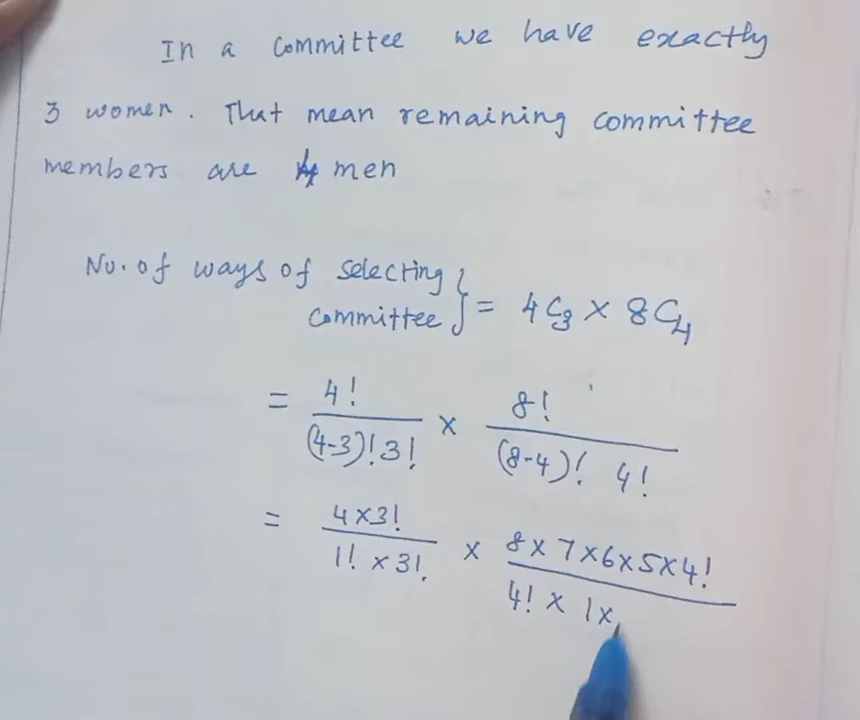 In a committee we have exactly
3 women. That mean remaining committee
members are 4 men
No. of ways of selecting
committee } = 4C3 × 8C4
= 4! / (4-3)! 3! × 8! / (8-4)! 4!
= 4×3! / 1! × 3! × 8×7×6×5×4! / 4! × 1×